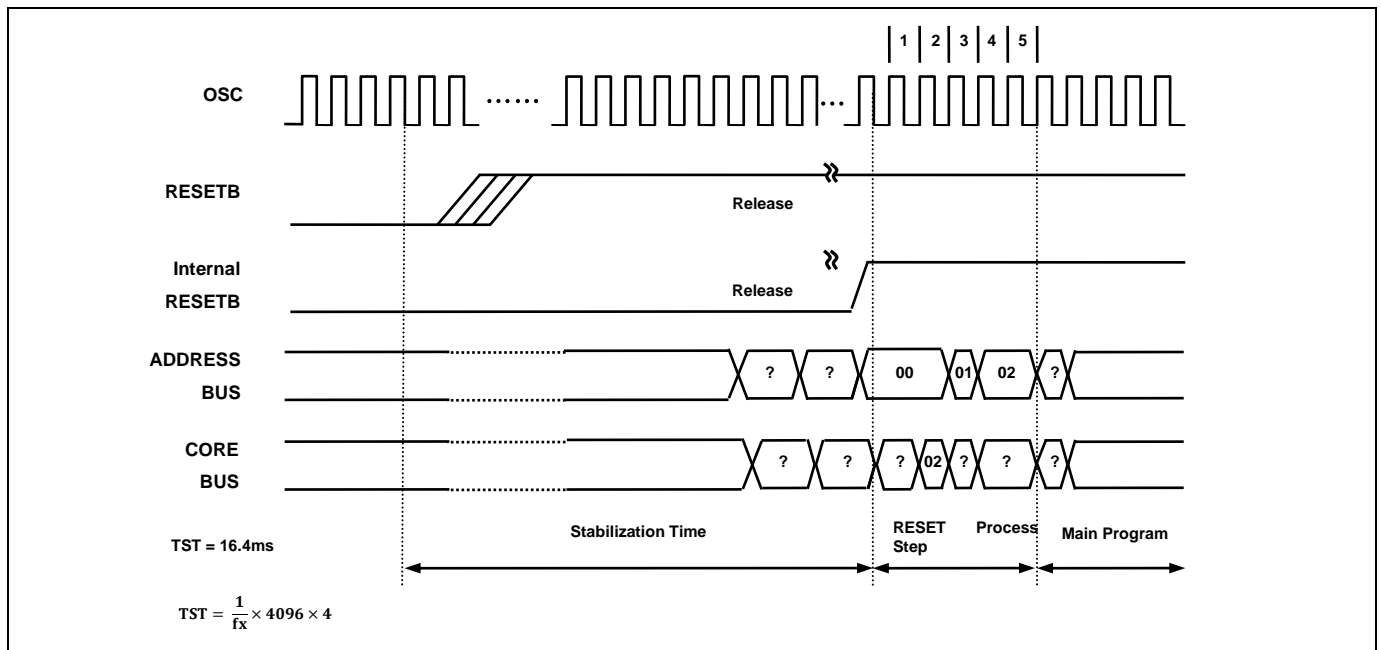 1 2 3 4 5
OSC
......
...
RESETB
Release
Internal
RESETB
Release
ADDRESS
BUS
? ? 00 01 02 ?
CORE
BUS
? ? ? 02 ? ? ?
TST = 16.4ms
Stabilization Time
RESET Process
Step
Main Program
TST = 1/fx × 4096 × 4